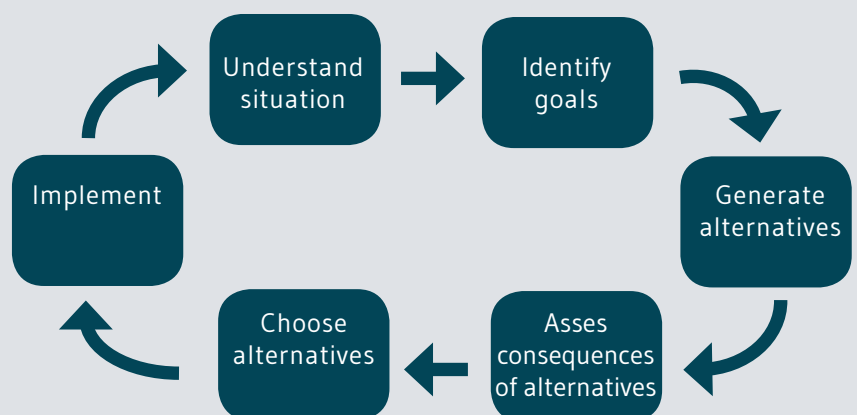 Understand
situation
Identify
goals
Generate
alternatives
Asses
consequences
of alternatives
Choose
alternatives
Implement